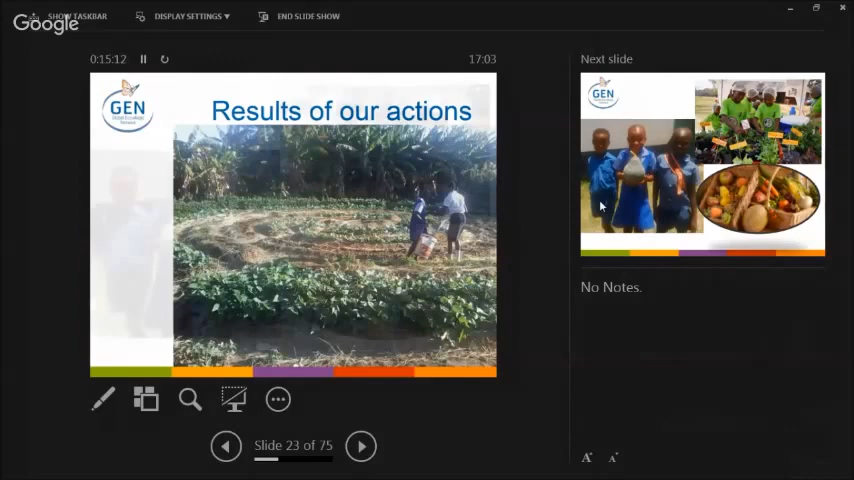 SHOW TASKBAR
DISPLAY SETTINGS ▼
END SLIDE SHOW
Google
0:15:12
17:03
Next slide
GEN
Results of our actions
GEN
No Notes.
Slide 23 of 75
A A